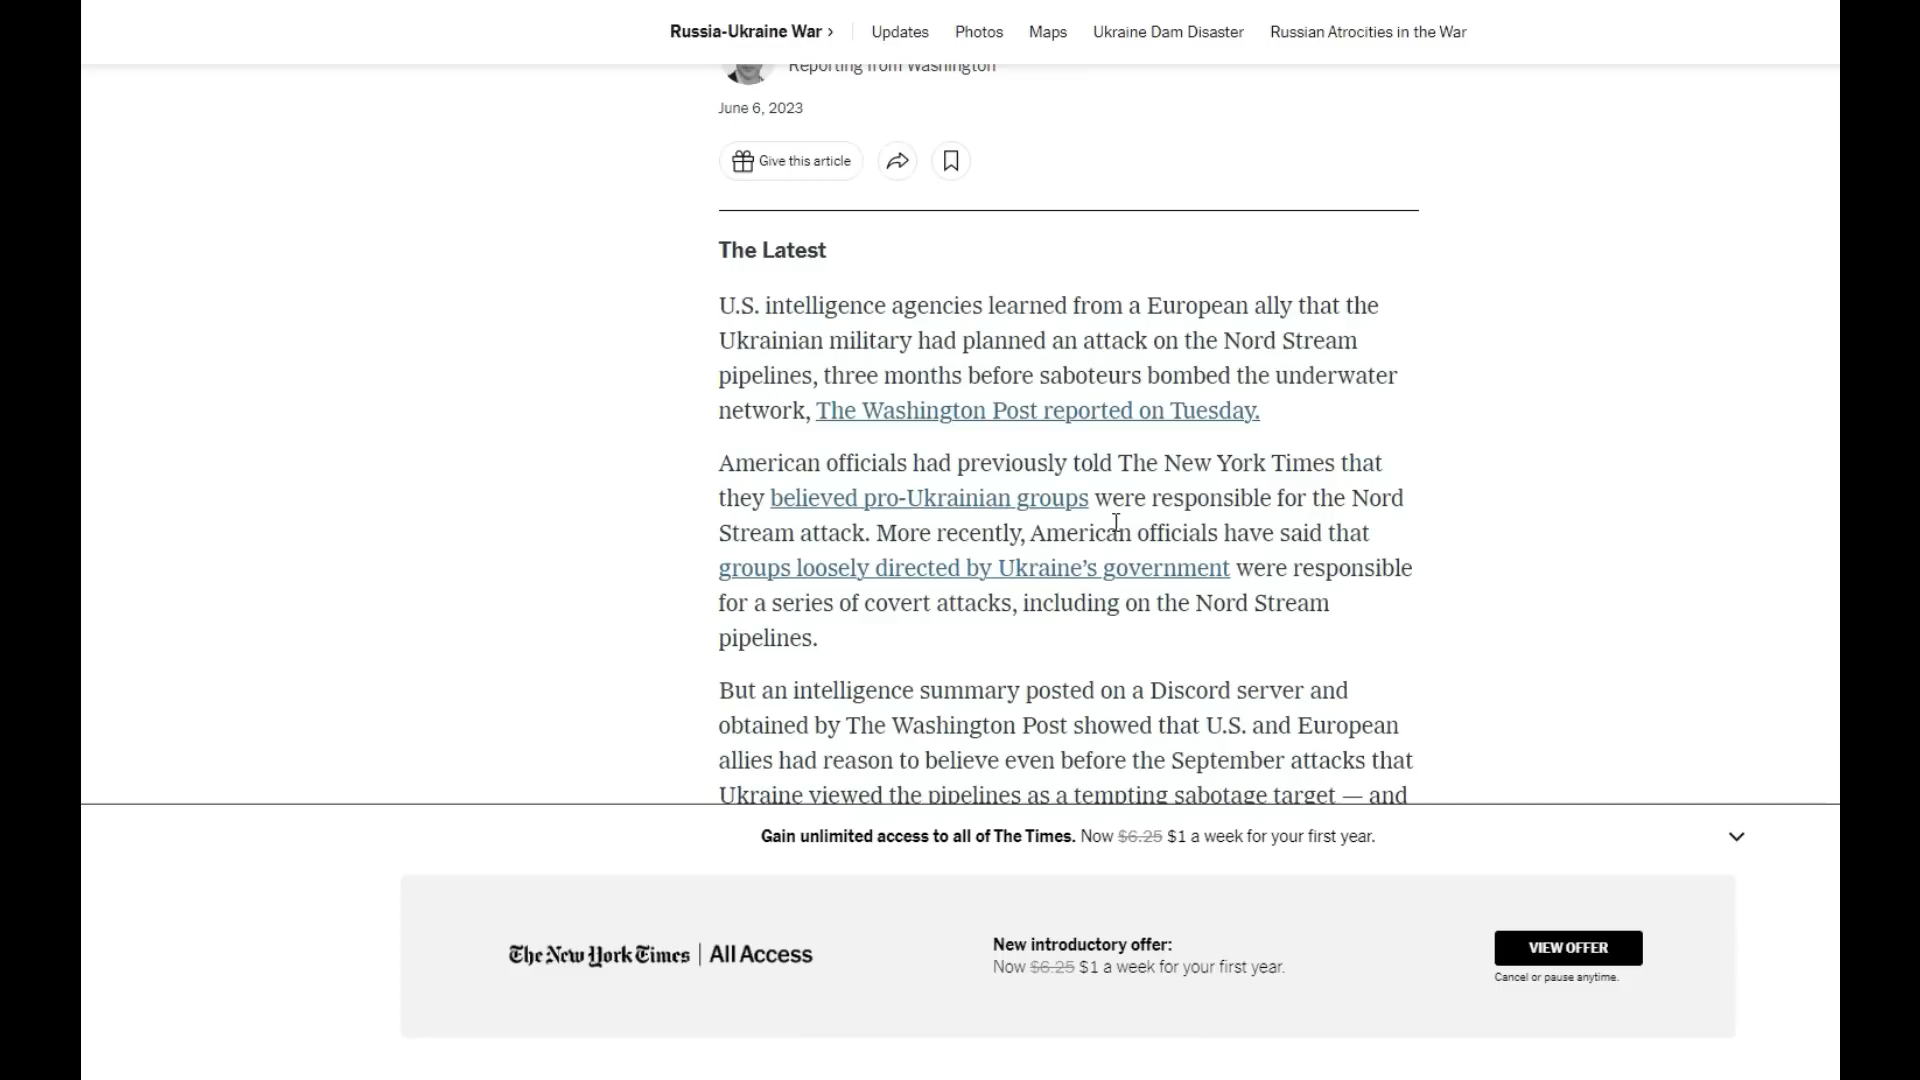 Russia-Ukraine War › Updates Photos Maps Ukraine Dam Disaster Russian Atrocities in the War
Reporting from Washington
June 6, 2023
Give this article
The Latest
U.S. intelligence agencies learned from a European ally that the
Ukrainian military had planned an attack on the Nord Stream
pipelines, three months before saboteurs bombed the underwater
network, The Washington Post reported on Tuesday.
American officials had previously told The New York Times that
they believed pro-Ukrainian groups were responsible for the Nord
Stream attack. More recently, American officials have said that
groups loosely directed by Ukraine’s government were responsible
for a series of covert attacks, including on the Nord Stream
pipelines.
But an intelligence summary posted on a Discord server and
obtained by The Washington Post showed that U.S. and European
allies had reason to believe even before the September attacks that
Ukraine viewed the pipelines as a tempting sabotage target — and
Gain unlimited access to all of The Times. Now $6.25 $1 a week for your first year.
The New York Times | All Access
New introductory offer:
Now $6.25 $1 a week for your first year.
VIEW OFFER
Cancel or pause anytime.